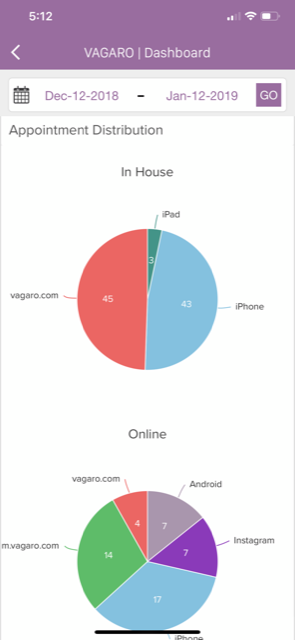 5:12
VAGARO | Dashboard
Dec-12-2018 - Jan-12-2019 GO
Appointment Distribution
In House
iPad
3
vagaro.com
45
43
iPhone
Online
vagaro.com
Android
4
7
Instagram
m.vagaro.com
7
14
17
iPhone